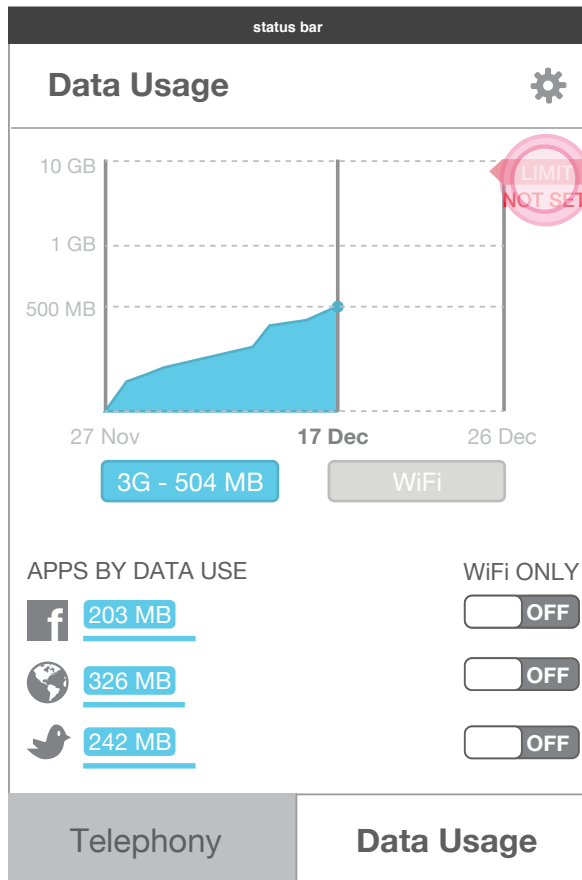 status bar
Data Usage
10 GB
LIMIT
NOT SET
1 GB
500 MB
27 Nov
17 Dec
26 Dec
3G - 504 MB
WiFi
APPS BY DATA USE
WiFi ONLY
f
203 MB
OFF
326 MB
OFF
242 MB
OFF
Telephony
Data Usage